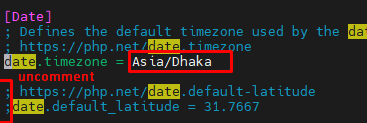 [Date]
; Defines the default timezone used by the dat
; https://php.net/date.timezone
date.timezone = Asia/Dhaka
uncomment
; https://php.net/date.default-latitude
;date.default_latitude = 31.7667